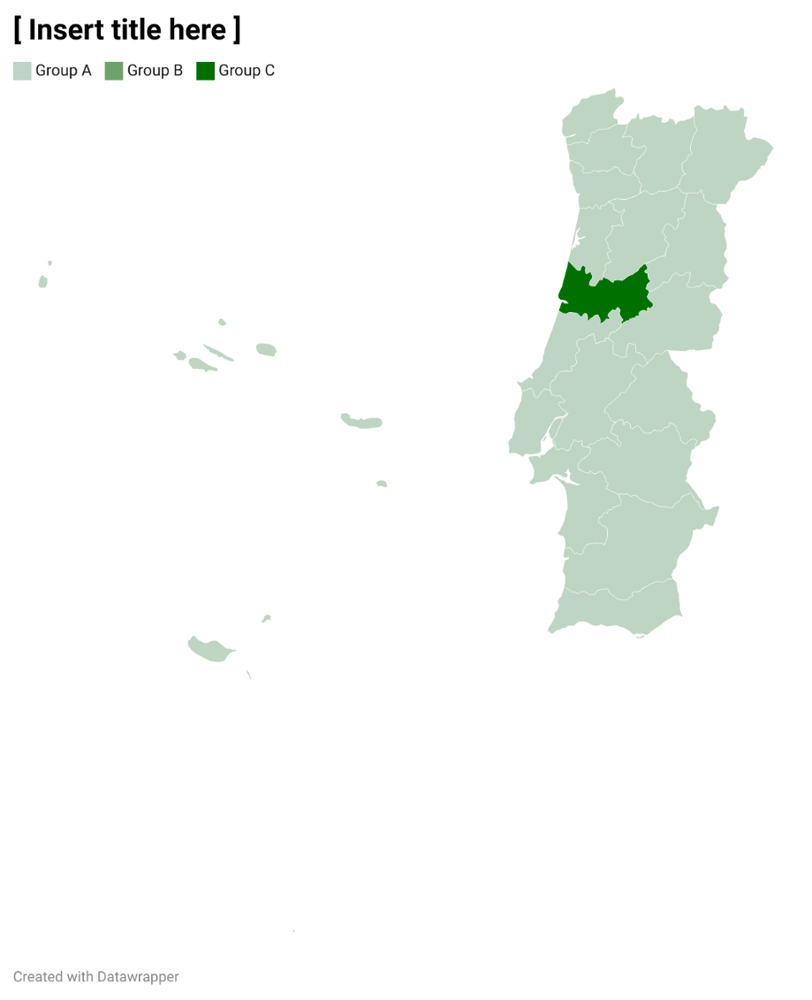 [ Insert title here ]
Group A Group B Group C
Created with Datawrapper